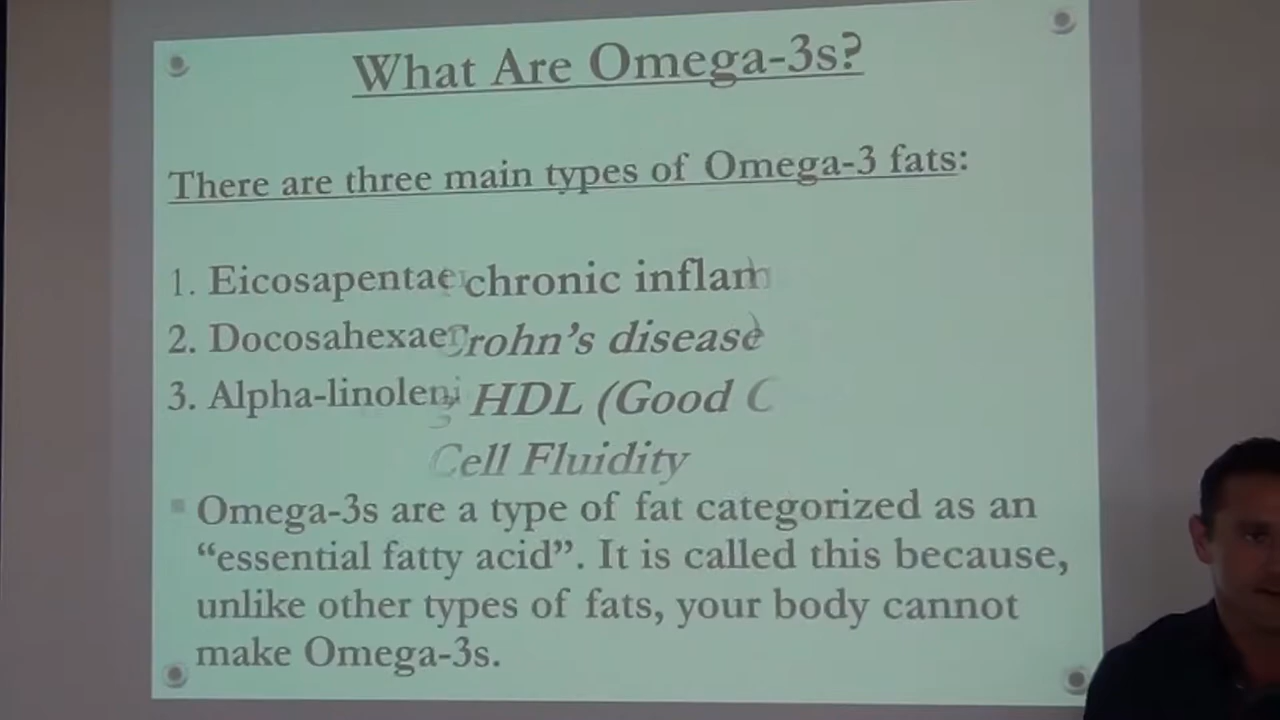 What Are Omega-3s?
There are three main types of Omega-3 fats:
1. Eicosapentae chronic inflam
2. Docosahexae Crohn's disease
3. Alpha-linoleni HDL (Good C
Cell Fluidity
Omega-3s are a type of fat categorized as an
“essential fatty acid”. It is called this because,
unlike other types of fats, your body cannot
make Omega-3s.